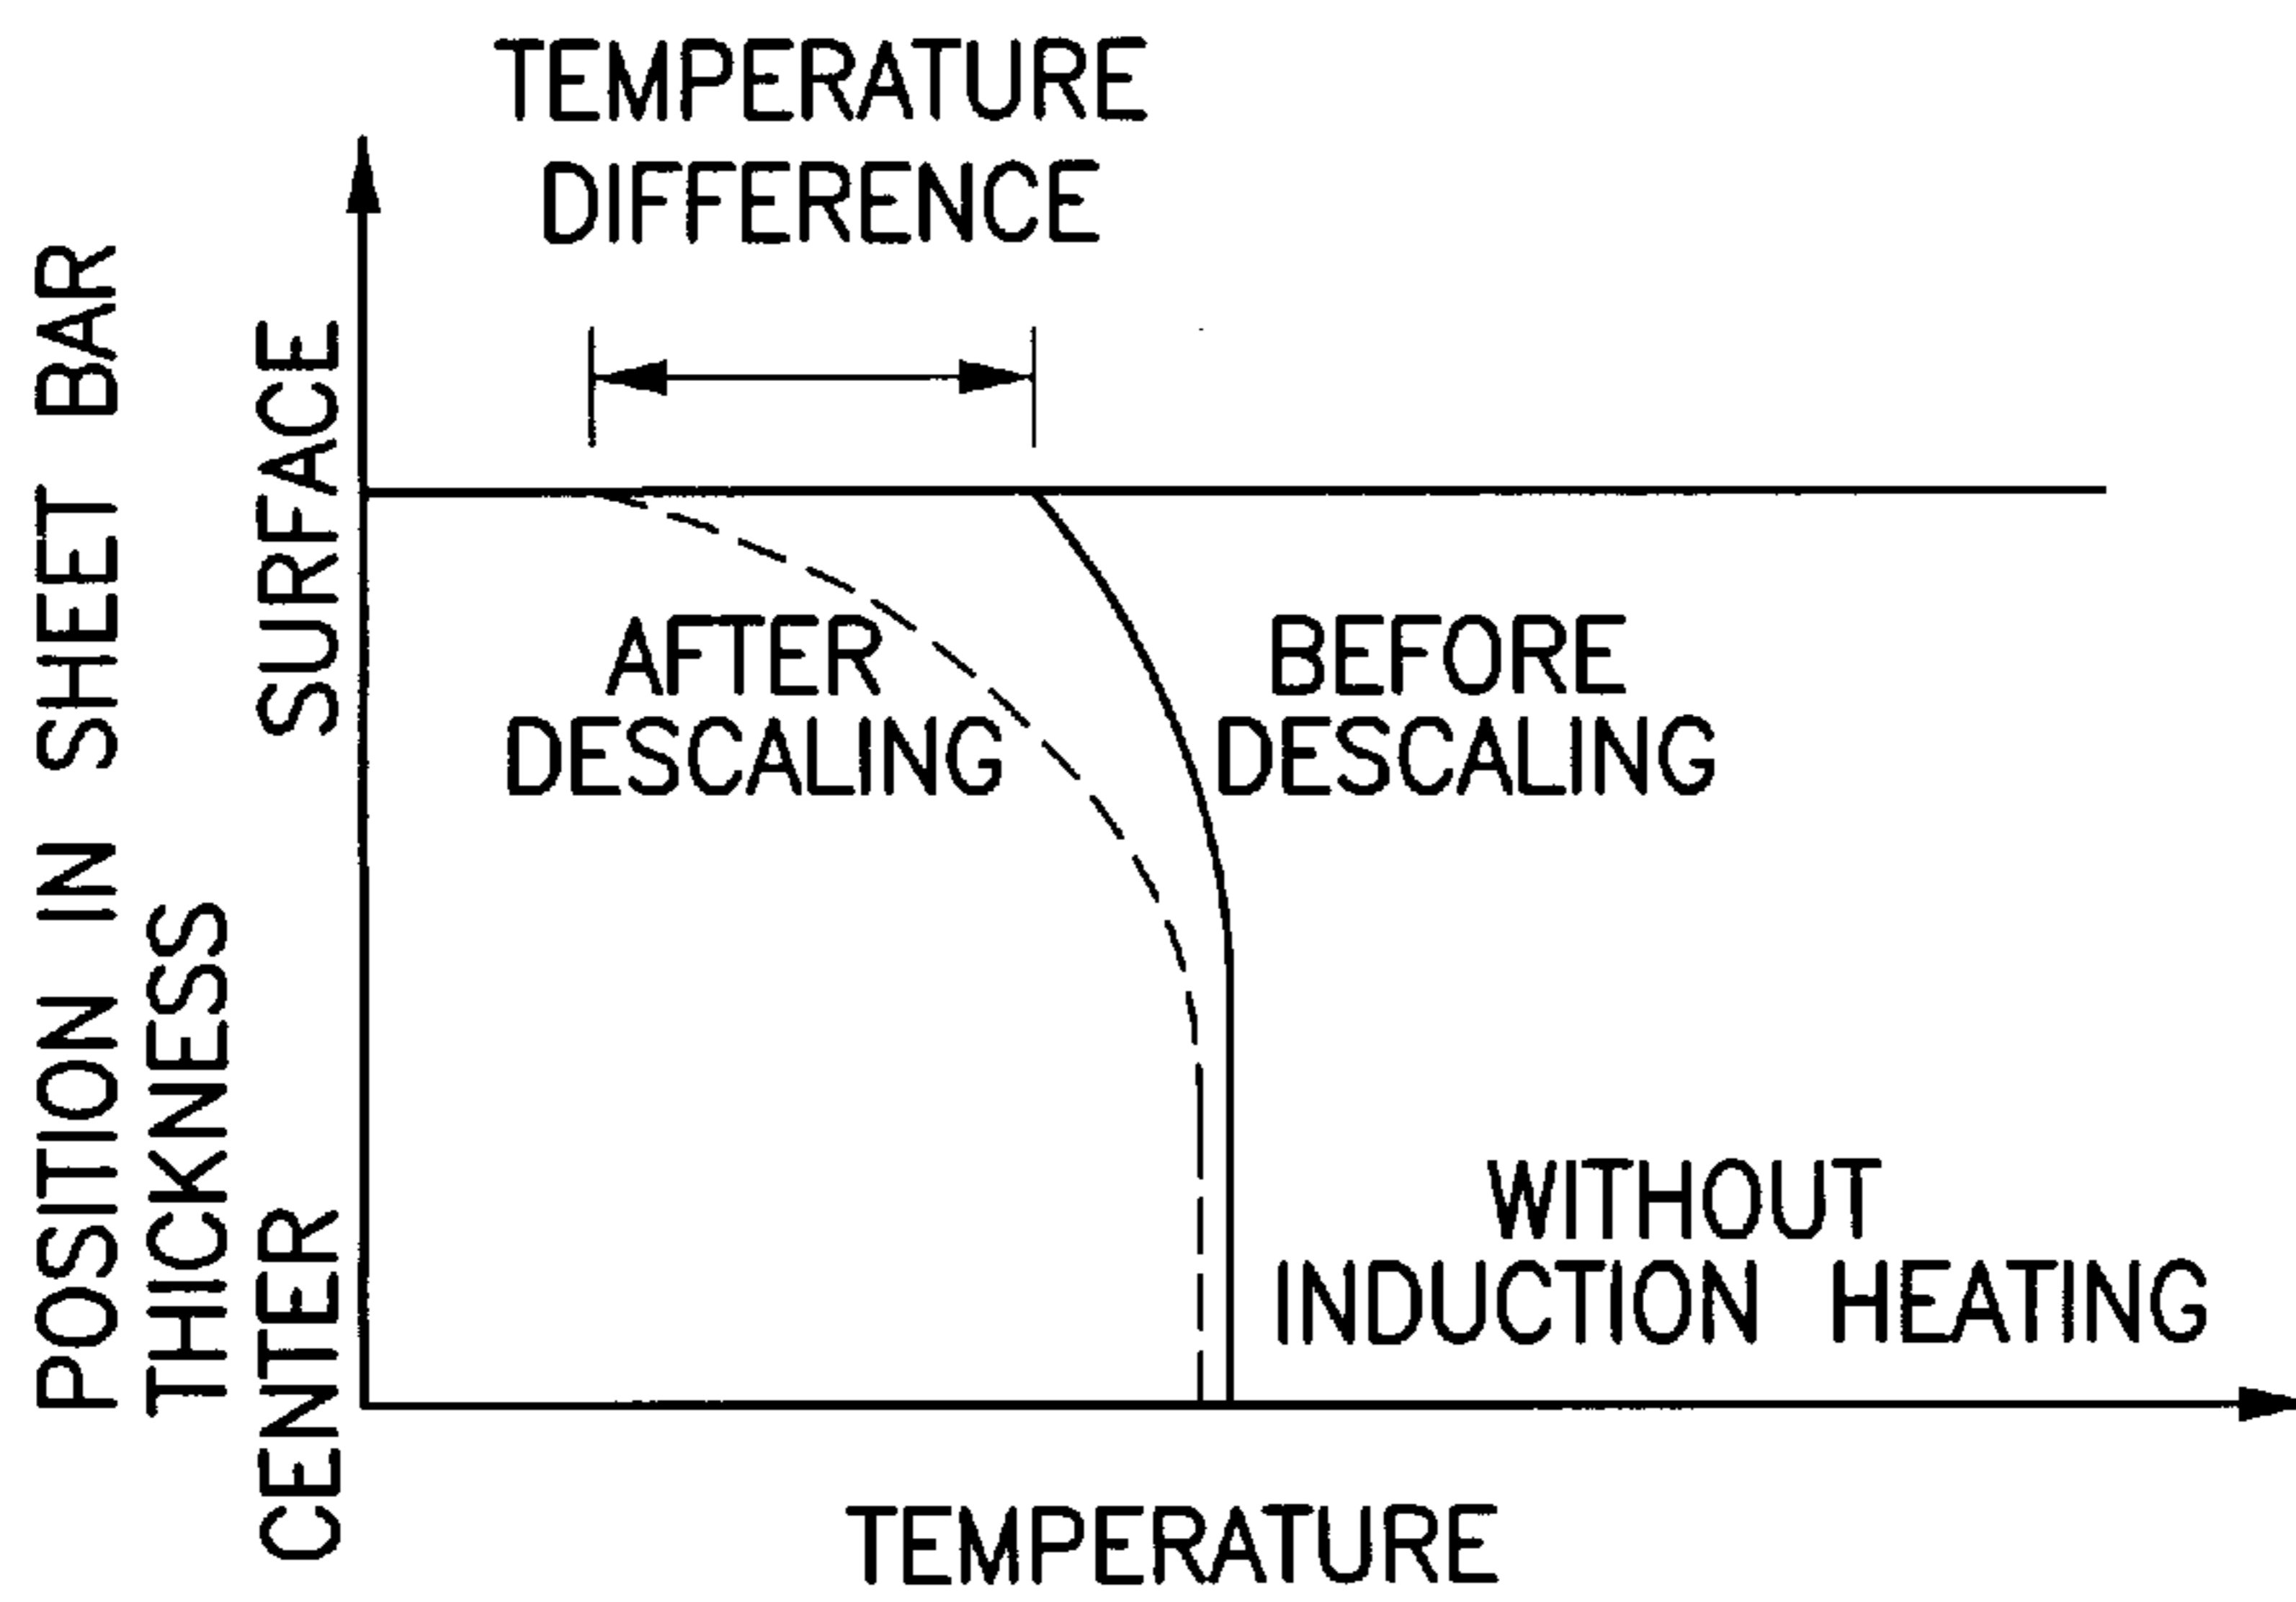 TEMPERATURE
DIFFERENCE
POSITION IN SHEET BAR
THICKNESS
SURFACE
CENTER
AFTER
DESCALING
BEFORE
DESCALING
WITHOUT
INDUCTION HEATING
TEMPERATURE